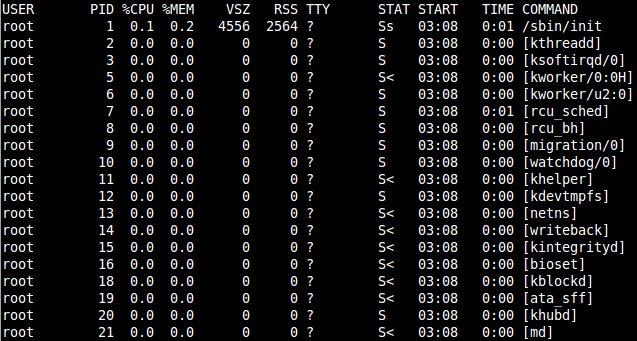 USER       PID %CPU %MEM    VSZ   RSS TTY      STAT START   TIME COMMAND
root         1  0.1  0.2   4556  2564 ?        Ss   03:08   0:01 /sbin/init
root         2  0.0  0.0      0     0 ?        S    03:08   0:00 [kthreadd]
root         3  0.0  0.0      0     0 ?        S    03:08   0:00 [ksoftirqd/0]
root         5  0.0  0.0      0     0 ?        S<   03:08   0:00 [kworker/0:0H]
root         6  0.0  0.0      0     0 ?        S    03:08   0:00 [kworker/u2:0]
root         7  0.0  0.0      0     0 ?        S    03:08   0:01 [rcu_sched]
root         8  0.0  0.0      0     0 ?        S    03:08   0:00 [rcu_bh]
root         9  0.0  0.0      0     0 ?        S    03:08   0:00 [migration/0]
root        10  0.0  0.0      0     0 ?        S    03:08   0:00 [watchdog/0]
root        11  0.0  0.0      0     0 ?        S<   03:08   0:00 [khelper]
root        12  0.0  0.0      0     0 ?        S    03:08   0:00 [kdevtmpfs]
root        13  0.0  0.0      0     0 ?        S<   03:08   0:00 [netns]
root        14  0.0  0.0      0     0 ?        S<   03:08   0:00 [writeback]
root        15  0.0  0.0      0     0 ?        S<   03:08   0:00 [kintegrityd]
root        16  0.0  0.0      0     0 ?        S<   03:08   0:00 [bioset]
root        18  0.0  0.0      0     0 ?        S<   03:08   0:00 [kblockd]
root        19  0.0  0.0      0     0 ?        S<   03:08   0:00 [ata_sff]
root        20  0.0  0.0      0     0 ?        S    03:08   0:00 [khubd]
root        21  0.0  0.0      0     0 ?        S<   03:08   0:00 [md]